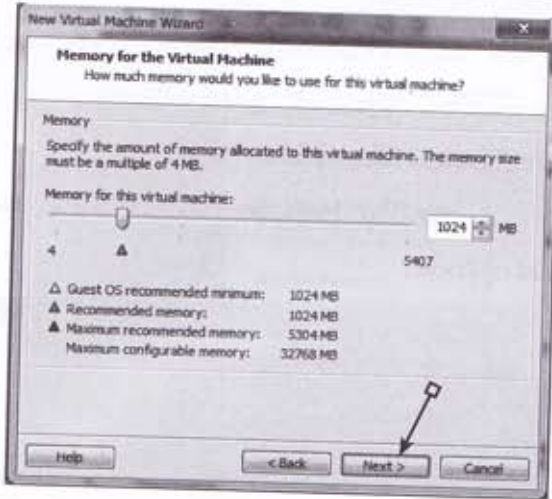 New Virtual Machine Wizard
Memory for the Virtual Machine
How much memory would you like to use for this virtual machine?
Memory
Specify the amount of memory allocated to this virtual machine. The memory size
must be a multiple of 4 MB.
Memory for this virtual machine:
1024 MB
4
5407
Guest OS recommended minimum: 1024 MB
Recommended memory: 1024 MB
Maximum recommended memory: 5304 MB
Maximum configurable memory: 32768 MB
Help < Back Next > Cancel